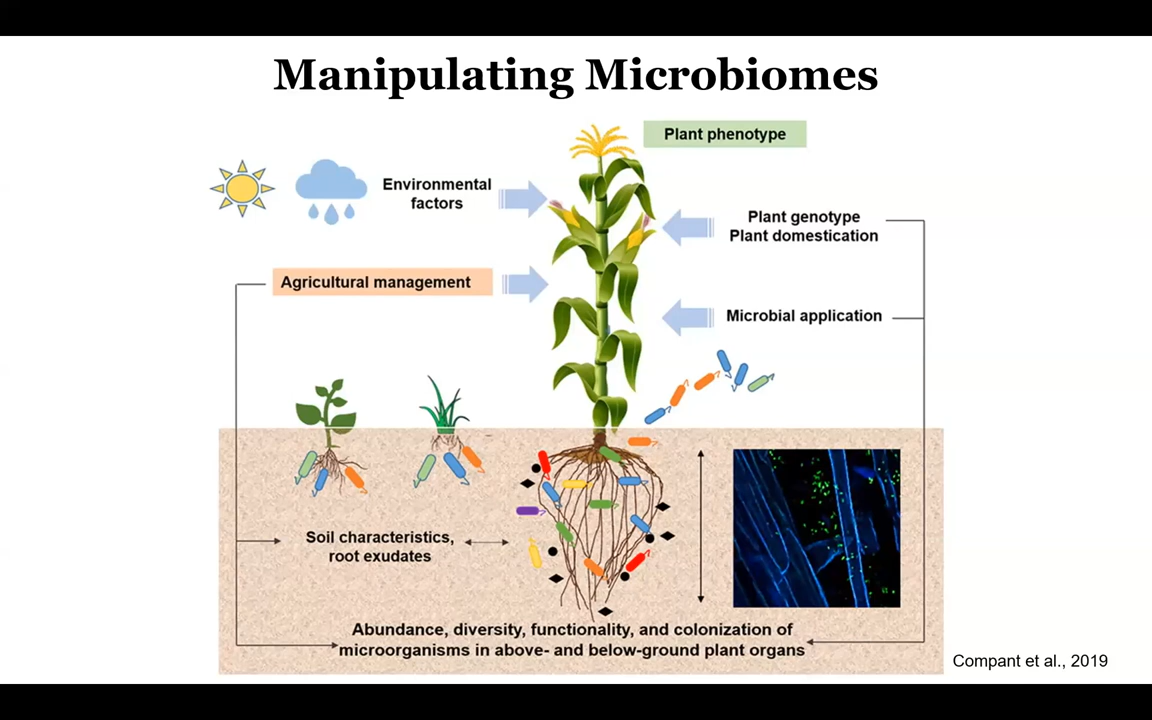 Manipulating Microbiomes
Plant phenotype
Environmental
factors
Plant genotype
Plant domestication
Agricultural management
Microbial application
Soil characteristics,
root exudates
Abundance, diversity, functionality, and colonization of
microorganisms in above- and below-ground plant organs
Compant et al., 2019